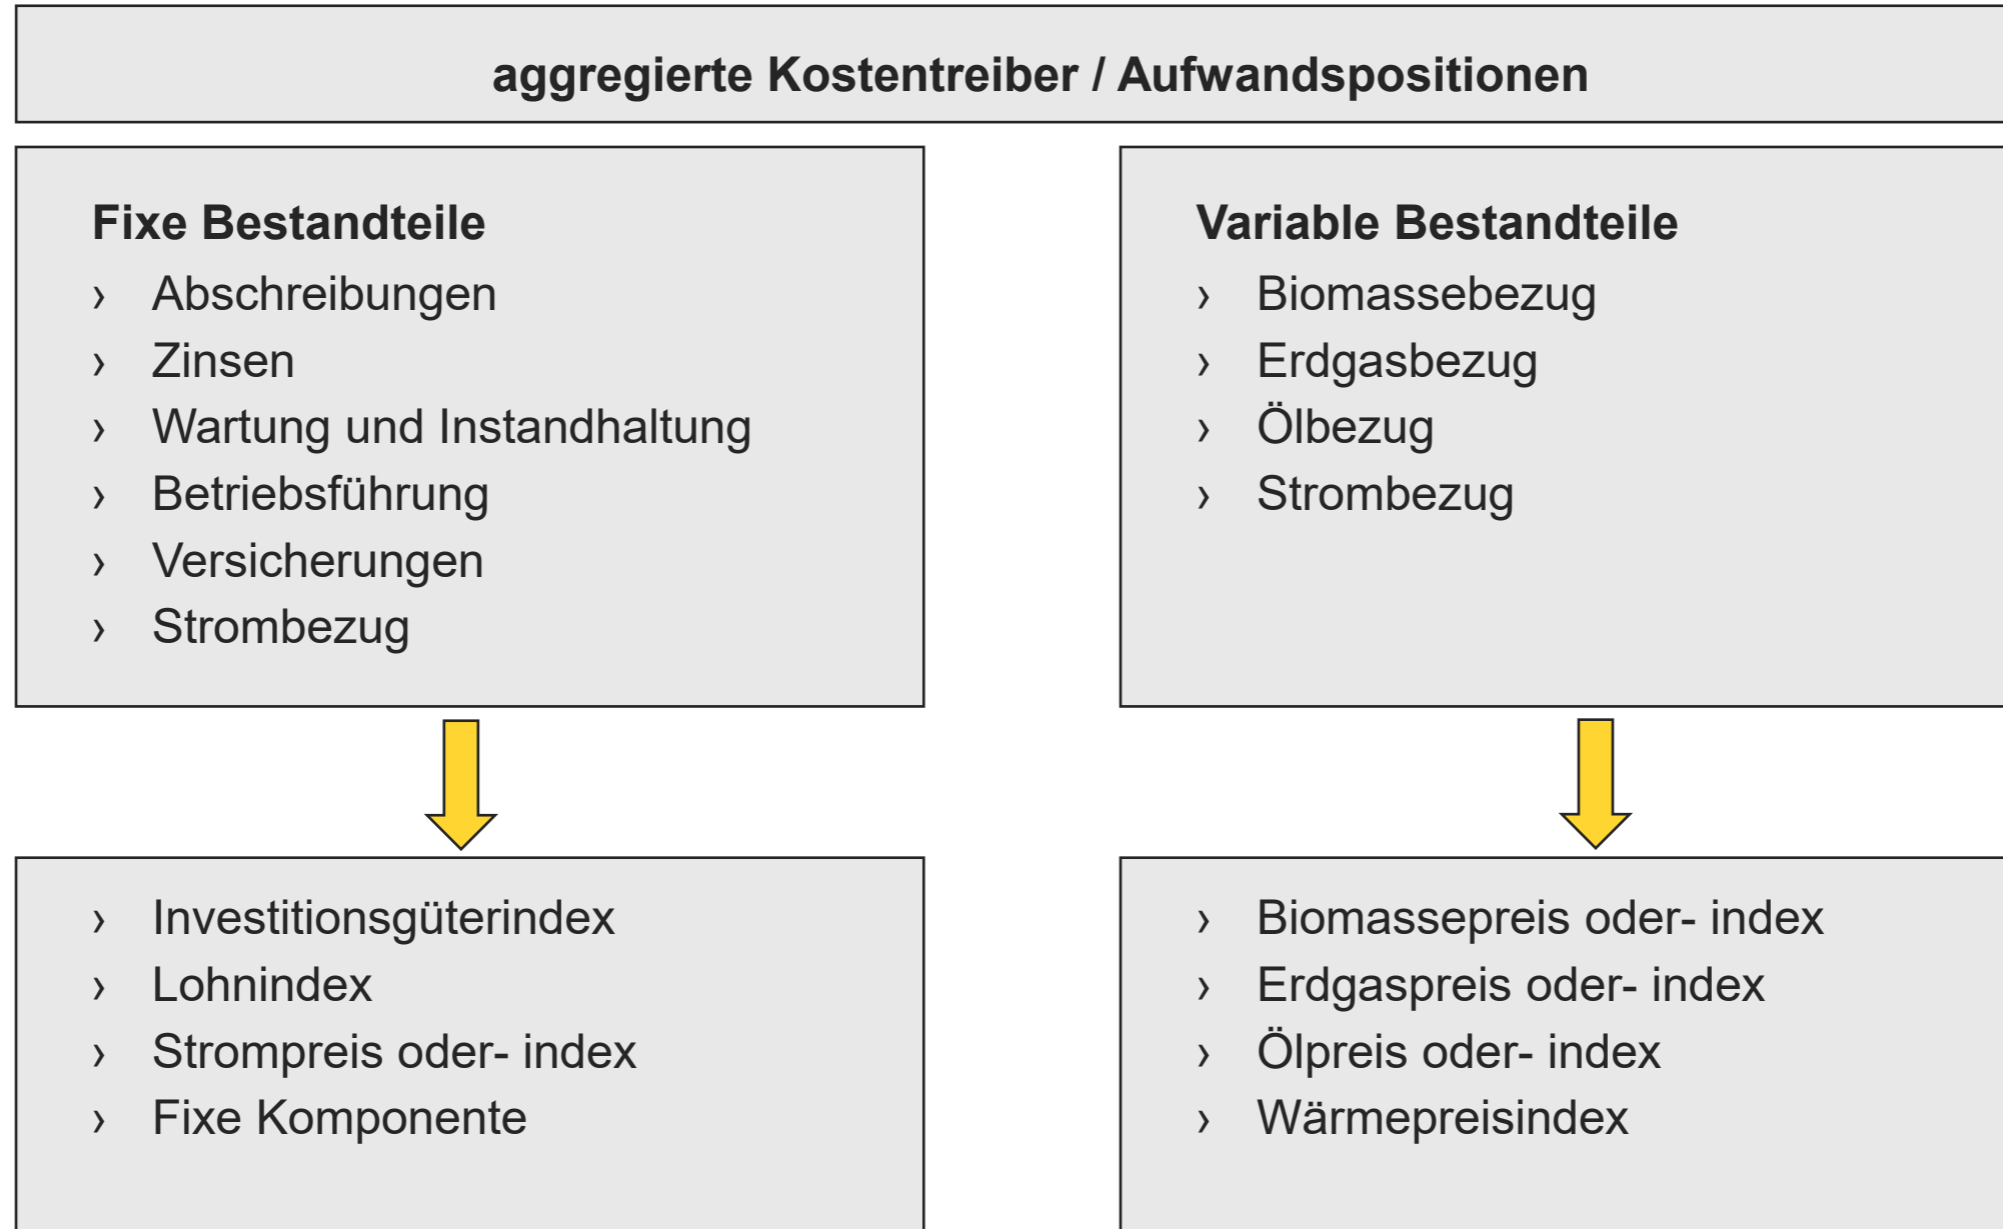 aggregierte Kostentreiber / Aufwandspositionen
Fixe Bestandteile
› Abschreibungen
› Zinsen
› Wartung und Instandhaltung
› Betriebsführung
› Versicherungen
› Strombezug
Variable Bestandteile
› Biomassebezug
› Erdgasbezug
› Ölbezug
› Strombezug
› Investitionsgüterindex
› Lohnindex
› Strompreis oder- index
› Fixe Komponente
› Biomassepreis oder- index
› Erdgaspreis oder- index
› Ölpreis oder- index
› Wärmepreisindex